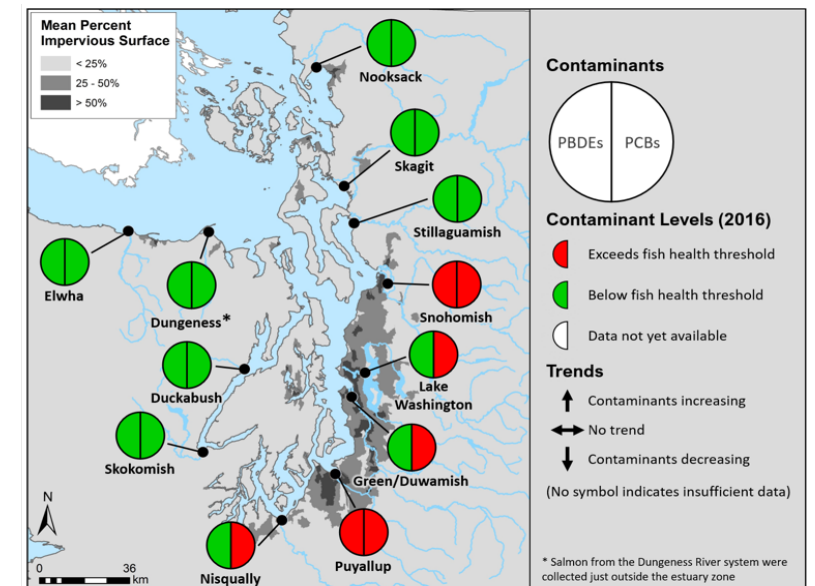 Mean Percent
Impervious Surface
< 25%
25 - 50%
> 50%
Nooksack
Skagit
Stillaguamish
Elwha
Dungeness*
Snohomish
Duckabush
Lake
Washington
Skokomish
Green/Duwamish
Nisqually
Puyallup
N
0 36
km
Contaminants
PBDEs PCBs
Contaminant Levels (2016)
Exceeds fish health threshold
Below fish health threshold
Data not yet available
Trends
Contaminants increasing
No trend
Contaminants decreasing
(No symbol indicates insufficient data)
* Salmon from the Dungeness River system were
collected just outside the estuary zone